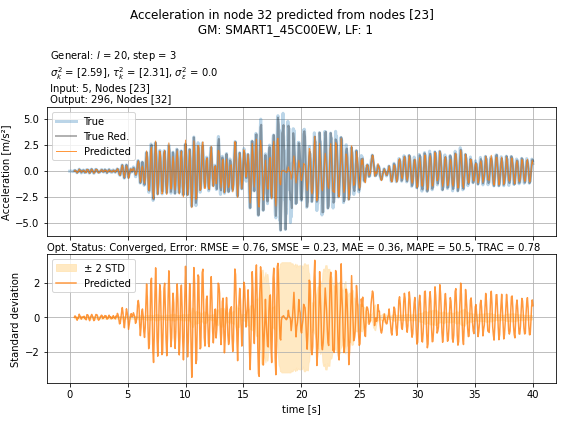 Acceleration in node 32 predicted from nodes [23]
GM: SMART1_45C00EW, LF: 1
General: l = 20, step = 3
σ²ₖ = [2.59], τ²ₖ = [2.31], σ²ε = 0.0
Input: 5, Nodes [23]
Output: 296, Nodes [32]
Acceleration [m/s²]
5.0
2.5
0.0
−2.5
−5.0
True
True Red.
Predicted
Opt. Status: Converged, Error: RMSE = 0.76, SMSE = 0.23, MAE = 0.36, MAPE = 50.5, TRAC = 0.78
Standard deviation
2
0
−2
± 2 STD
Predicted
0 5 10 15 20 25 30 35 40
time [s]